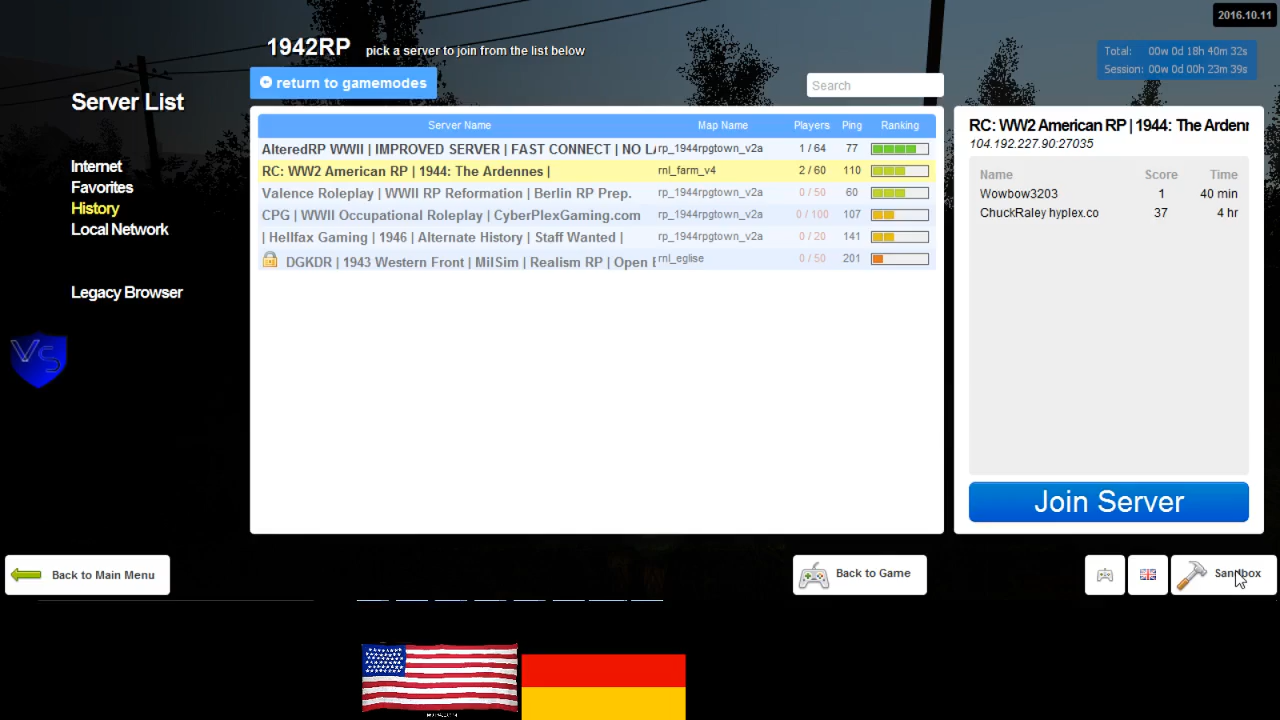 2016.10.11
1942RP pick a server to join from the list below
Total: 00w 0d 18h 40m 32s
Session: 00w 0d 00h 23m 39s
return to gamemodes
Search
Server List
Internet
Favorites
History
Local Network
Legacy Browser
VS
Server Name Map Name Players Ping Ranking
AlteredRP WWII | IMPROVED SERVER | FAST CONNECT | NO LA rp_1944rpgtown_v2a 1 / 64 77
RC: WW2 American RP | 1944: The Ardennes | rnl_farm_v4 2 / 60 110
Valence Roleplay | WWII RP Reformation | Berlin RP Prep. rp_1944rpgtown_v2a 0 / 50 60
CPG | WWII Occupational Roleplay | CyberPlexGaming.com rp_1944rpgtown_v2a 0 / 100 107
| Hellfax Gaming | 1946 | Alternate History | Staff Wanted | rp_1944rpgtown_v2a 0 / 20 141
DGKDR | 1943 Western Front | MilSim | Realism RP | Open E rnl_eglise 0 / 50 201
RC: WW2 American RP | 1944: The Ardenn
104.192.227.90:27035
Name Score Time
Wowbow3203 1 40 min
ChuckRaley hyplex.co 37 4 hr
Join Server
Back to Main Menu
Back to Game
Sandbox